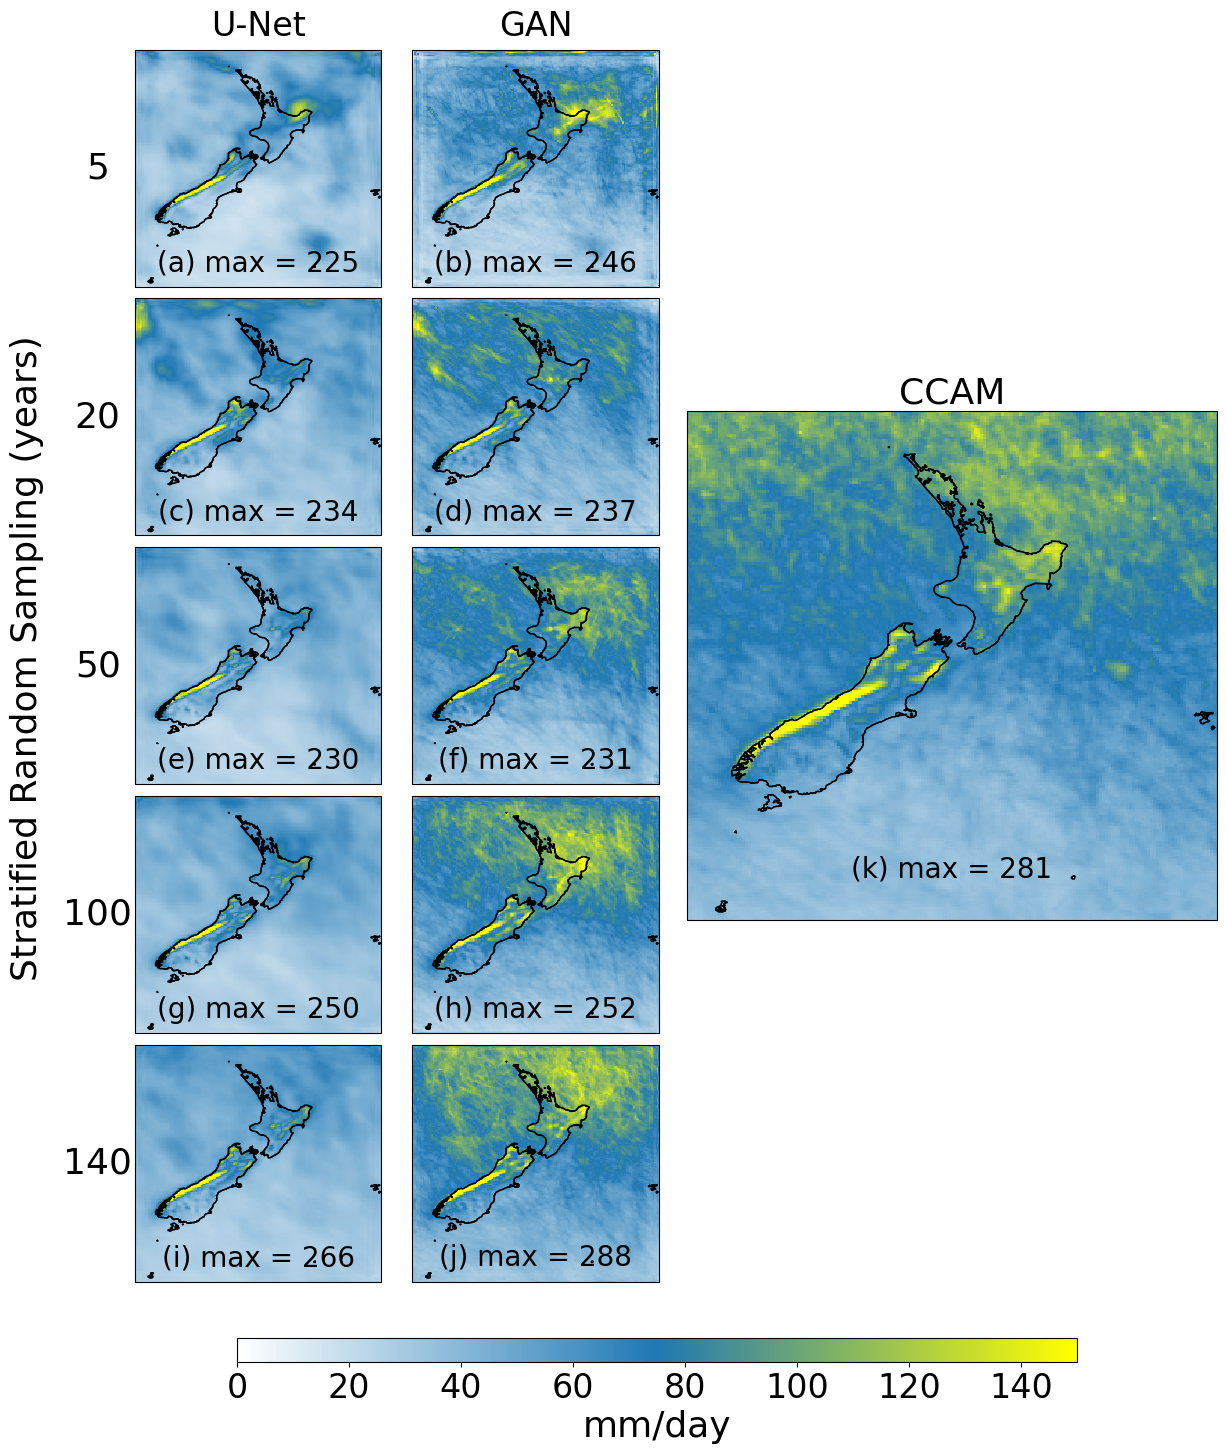 U-Net
GAN
5
(a) max = 225
(b) max = 246
Stratified Random Sampling (years)
20
(c) max = 234
(d) max = 237
CCAM
50
(e) max = 230
(f) max = 231
(k) max = 281
100
(g) max = 250
(h) max = 252
140
(i) max = 266
(j) max = 288
0 20 40 60 80 100 120 140
mm/day